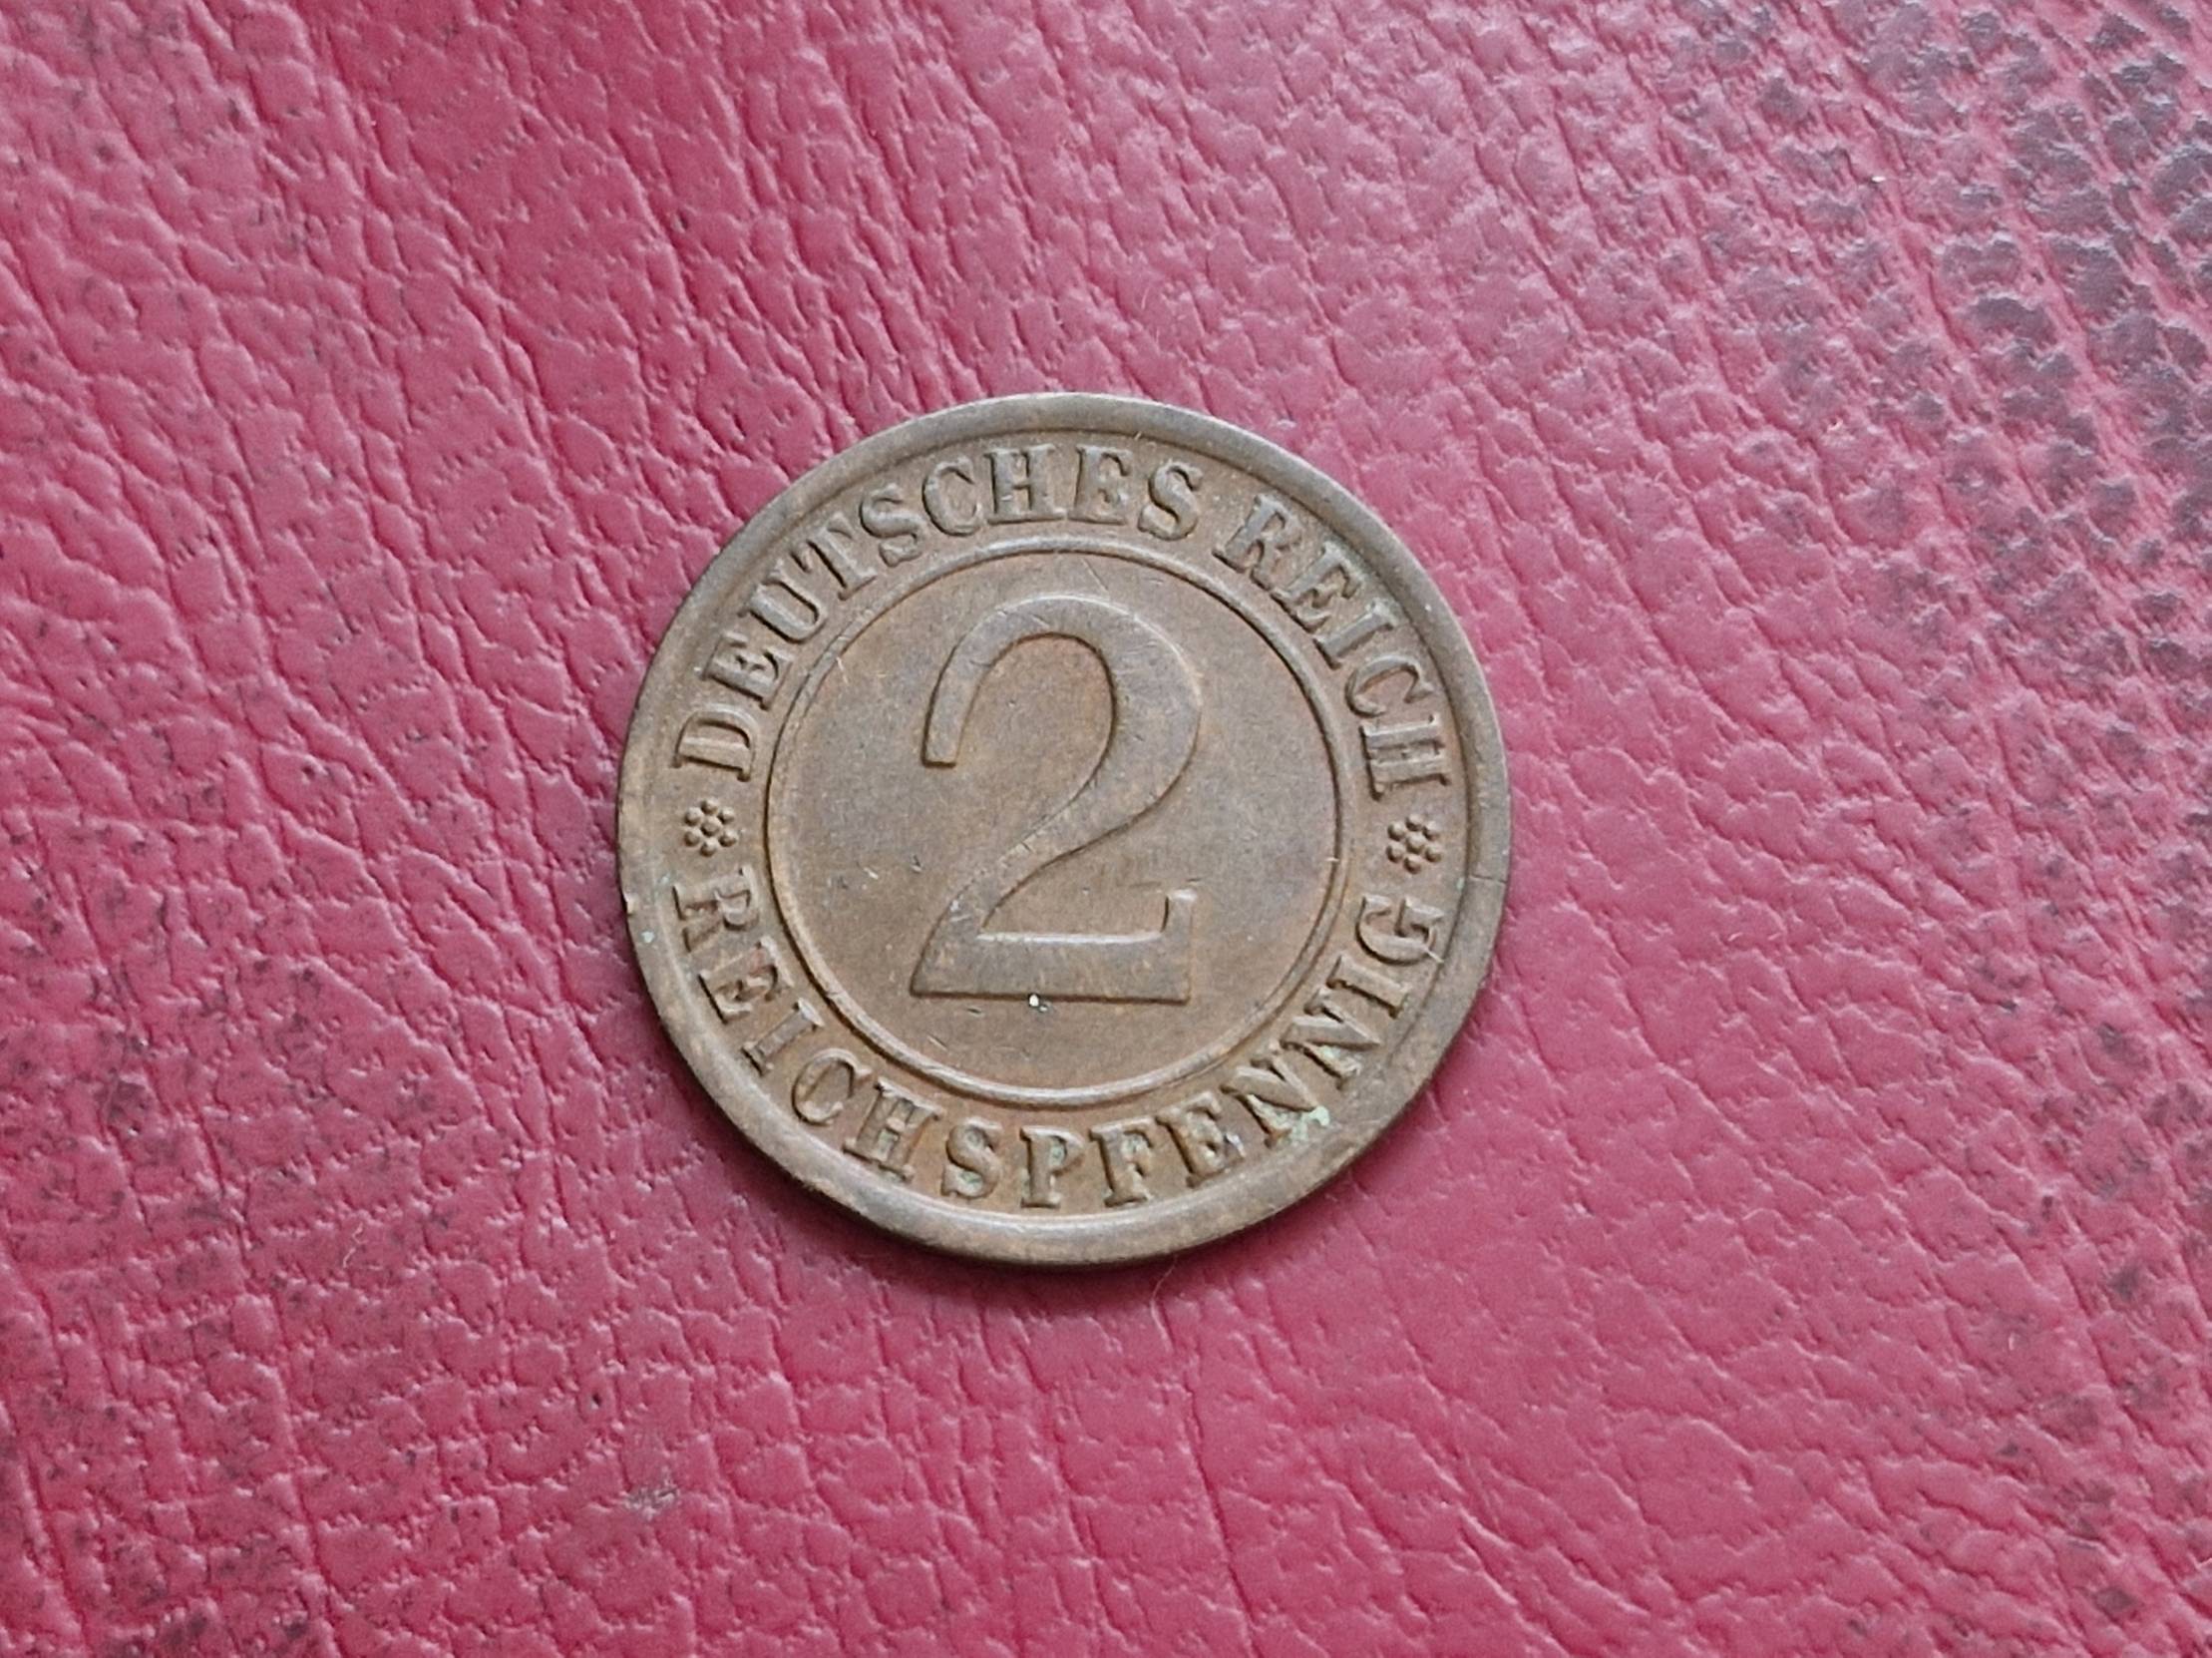 DEUTSCHES REICH
2
REICHSPFENNIG